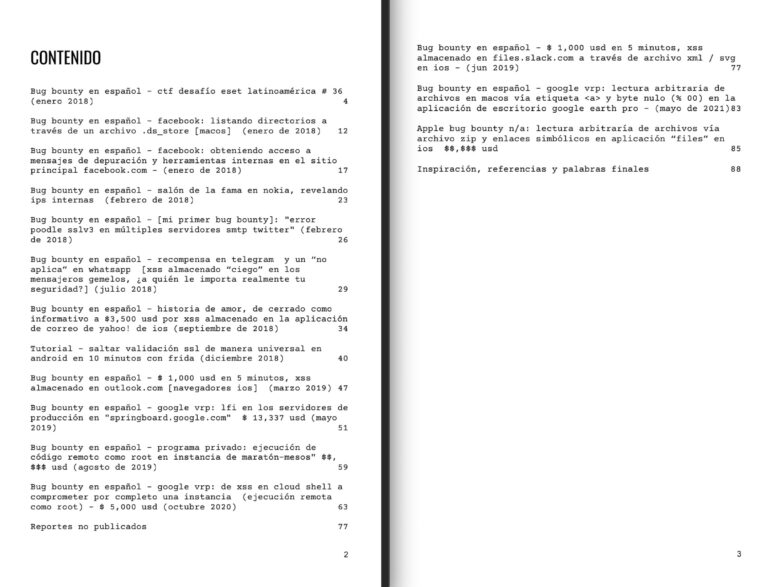 CONTENIDO
Bug bounty en español - ctf desafío eset latinoamérica # 36
(enero 2018) 4
Bug bounty en español - facebook: listando directorios a
través de un archivo .ds_store [macos] (enero de 2018) 12
Bug bounty en español - facebook: obteniendo acceso a
mensajes de depuración y herramientas internas en el sitio
principal facebook.com - (enero de 2018) 17
Bug bounty en español - salón de la fama en nokia, revelando
ips internas (febrero de 2018) 23
Bug bounty en español - [mi primer bug bounty]: "error
poodle sslv3 en múltiples servidores smtp twitter" (febrero
de 2018) 26
Bug bounty en español - recompensa en telegram y un "no
aplica" en whatsapp [xss almacenado "ciego" en los
mensajeros gemelos, ¿a quién le importa realmente tu
seguridad?] (julio 2018) 29
Bug bounty en español - historia de amor, de cerrado como
informativo a $3,500 usd por xss almacenado en la aplicación
de correo de yahoo! de ios (septiembre de 2018) 34
Tutorial - saltar validación ssl de manera universal en
android en 10 minutos con frida (diciembre 2018) 40
Bug bounty en español - $ 1,000 usd en 5 minutos, xss
almacenado en outlook.com [navegadores ios] (marzo 2019) 47
Bug bounty en español - google vrp: lfi en los servidores de
producción en "springboard.google.com" $ 13,337 usd (mayo
2019) 51
Bug bounty en español - programa privado: ejecución de
código remoto como root en instancia de maratón-mesos" $$,
$$$ usd (agosto de 2019) 59
Bug bounty en español - google vrp: de xss en cloud shell a
comprometer por completo una instancia (ejecución remota
como root) - $ 5,000 usd (octubre 2020) 63
Reportes no publicados 77
2
Bug bounty en español - $ 1,000 usd en 5 minutos, xss
almacenado en files.slack.com a través de archivo xml / svg
en ios - (jun 2019) 77
Bug bounty en español - google vrp: lectura arbitraria de
archivos en macos vía etiqueta <a> y byte nulo (% 00) en la
aplicación de escritorio google earth pro - (mayo de 2021)83
Apple bug bounty n/a: lectura arbitraría de archivos vía
archivo zip y enlaces simbólicos en aplicación "files" en
ios $$,$$$ usd 85
Inspiración, referencias y palabras finales 88
3